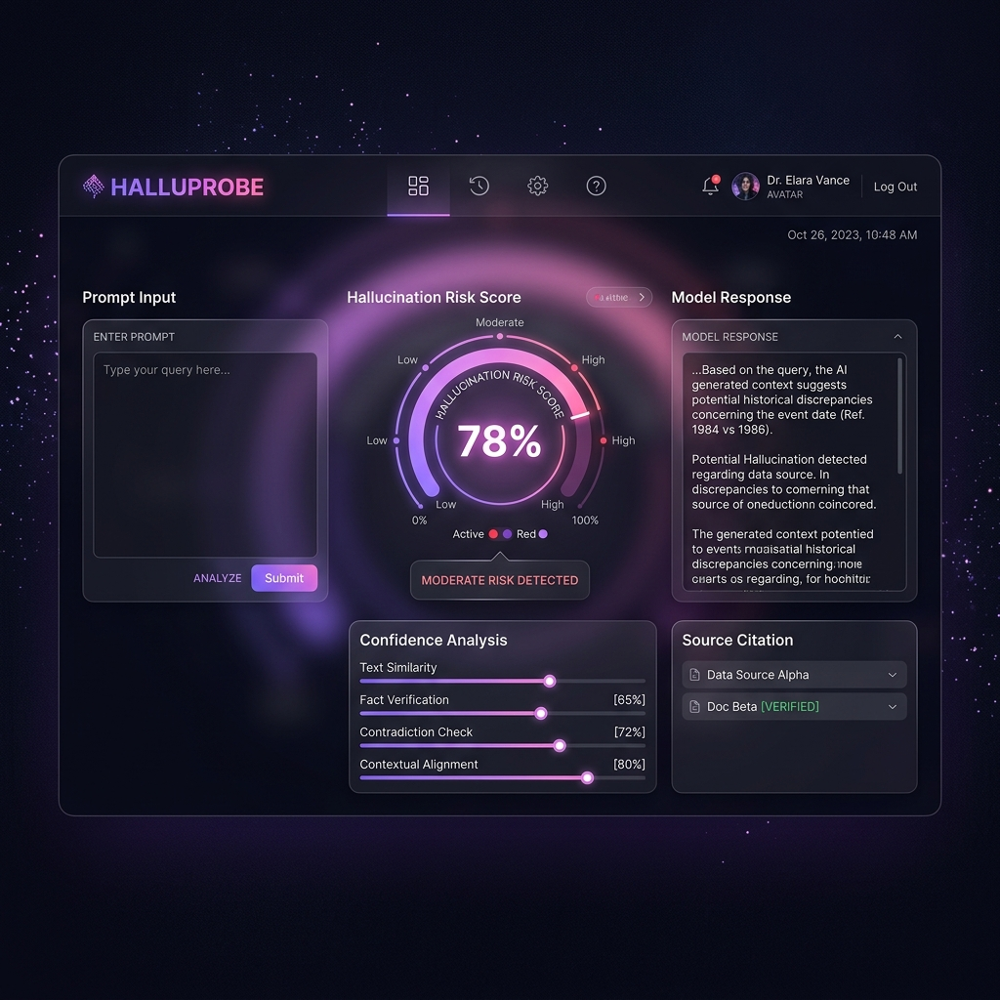 HALLUPROBE
Dr. Elara Vance
AVATAR
Log Out
Oct 26, 2023, 10:48 AM
Prompt Input
ENTER PROMPT
Type your query here...
ANALYZE
Submit
Hallucination Risk Score
Moderate
Low
High
HALLUCINATION RISK SCORE
78%
Low
High
Low
High
0%
100%
Active
Red
MODERATE RISK DETECTED
Model Response
MODEL RESPONSE
...Based on the query, the AI
generated context suggests
potential historical discrepancies
concerning the event date (Ref.
1984 vs 1986).
Potential Hallucination detected
regarding data source. In
discrepancies to comerning that
source of oneductionn coincored.
The generated context potentied
to events historical
discrepancies concerning
os regarding, for
Confidence Analysis
Text Similarity
Fact Verification [65%]
Contradiction Check [72%]
Contextual Alignment [80%]
Source Citation
Data Source Alpha
Doc Beta [VERIFIED]